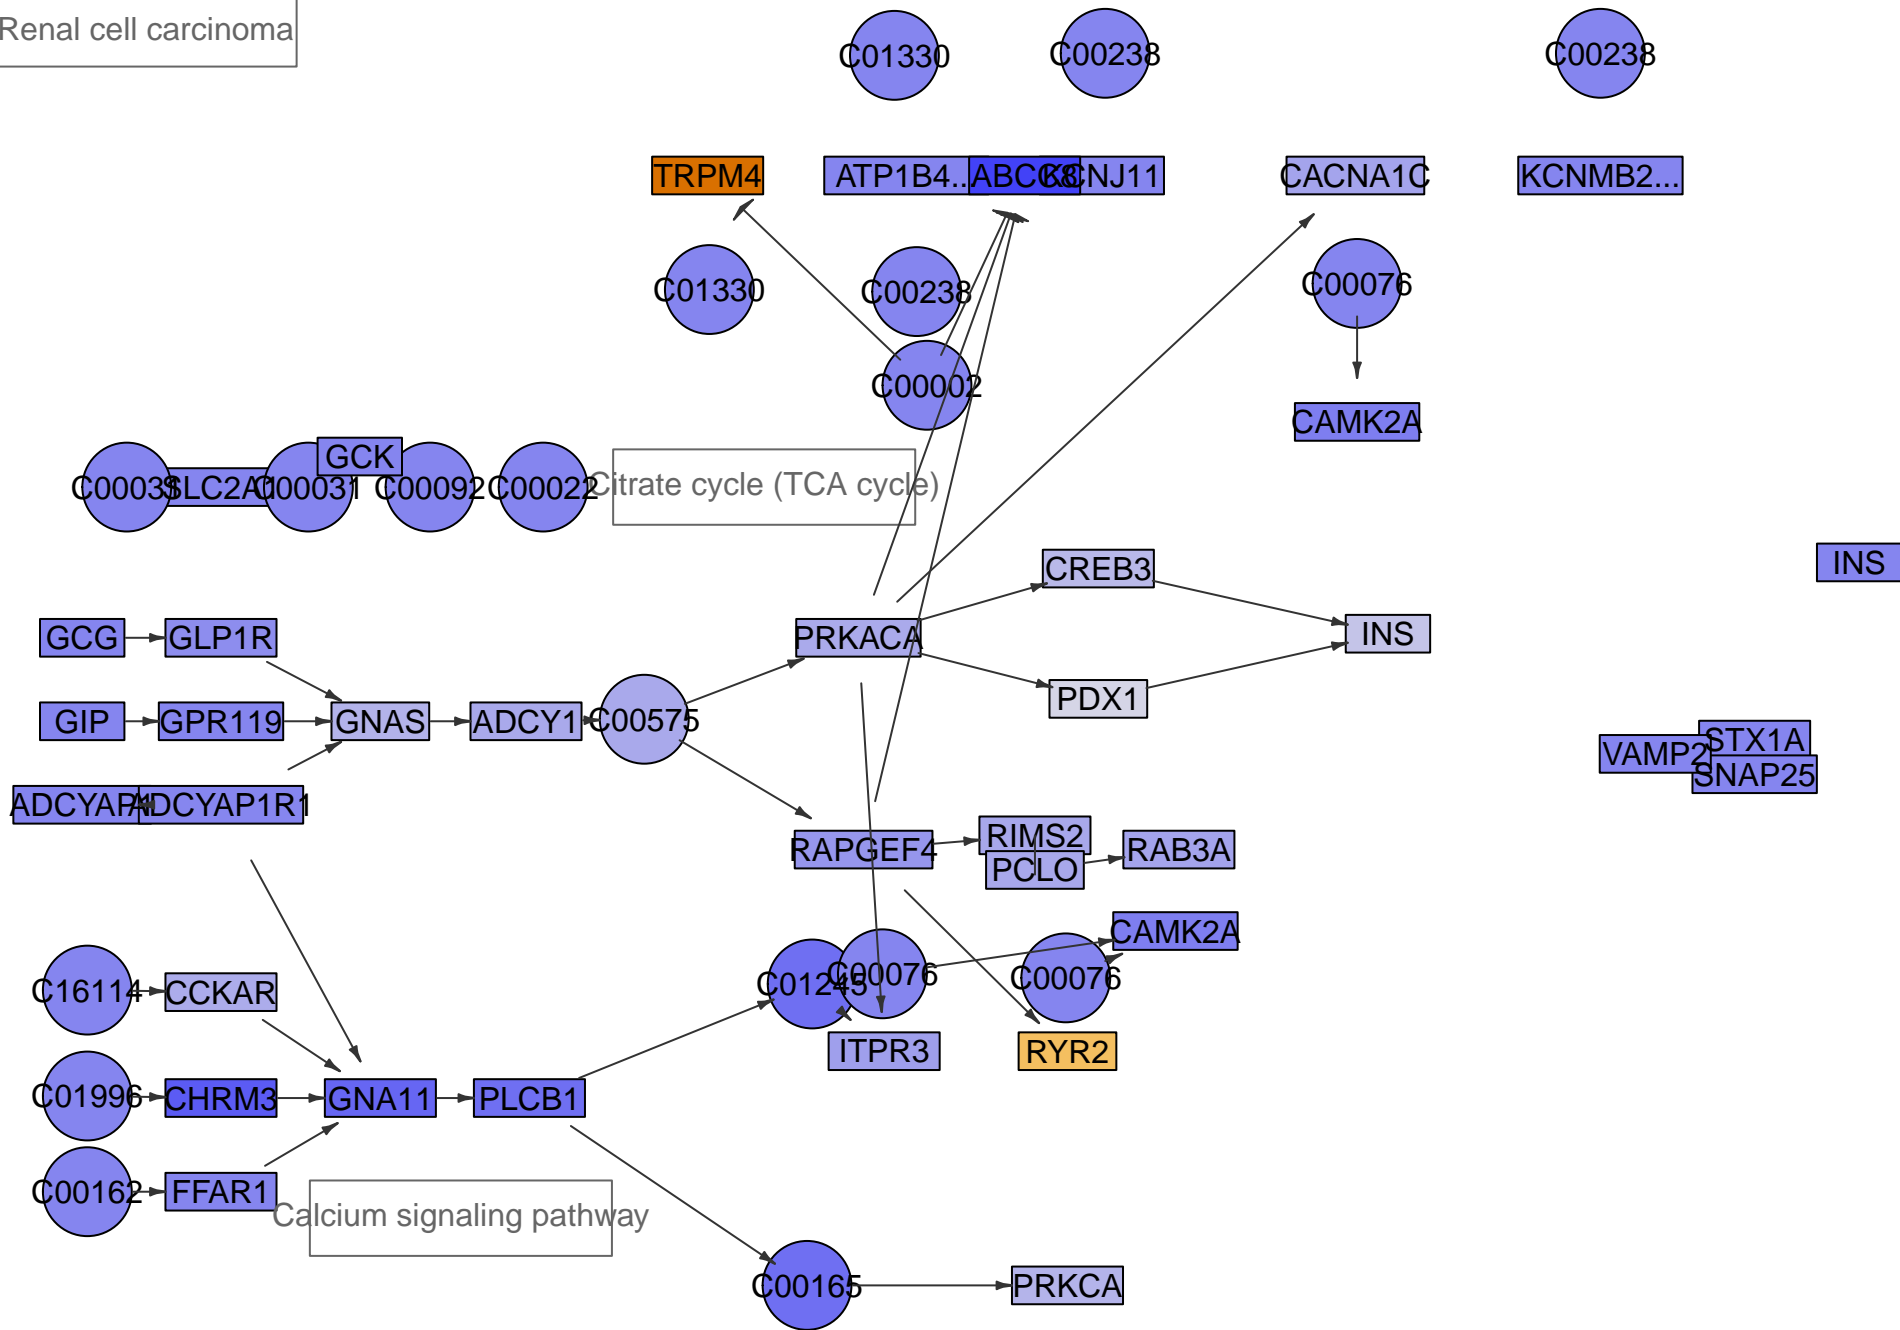 Renal cell carcinoma
C01330
C00238
C00238
TRPM4
ATP1B4...
ABCC8
KCNJ11
CACNA1C
KCNMB2...
C01330
C00238
C00076
C00002
CAMK2A
GCK
C00031
SLC2A1
C00031
C00092
C00022
Citrate cycle (TCA cycle)
CREB3
INS
GCG
GLP1R
PRKACA
INS
PDX1
GIP
GPR119
GNAS
ADCY1
C00575
STX1A
VAMP2
SNAP25
ADCYAP1
ADCYAP1R1
RAPGEF4
RIMS2
PCLO
RAB3A
CAMK2A
C16114
CCKAR
C01245
C00076
C00076
ITPR3
RYR2
C01996
CHRM3
GNA11
PLCB1
C00162
FFAR1
Calcium signaling pathway
C00165
PRKCA